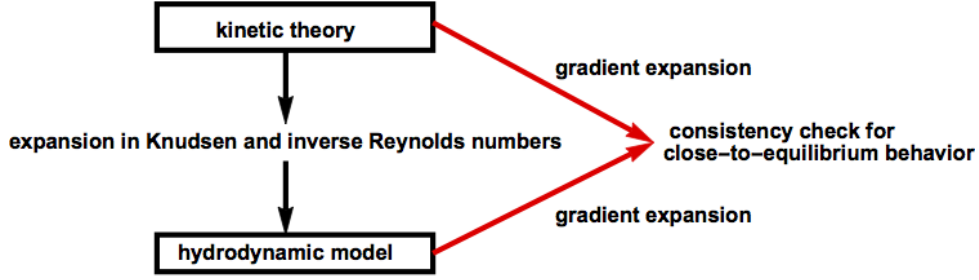 kinetic theory
gradient expansion
expansion in Knudsen and inverse Reynolds numbers
consistency check for
close-to-equilibrium behavior
gradient expansion
hydrodynamic model